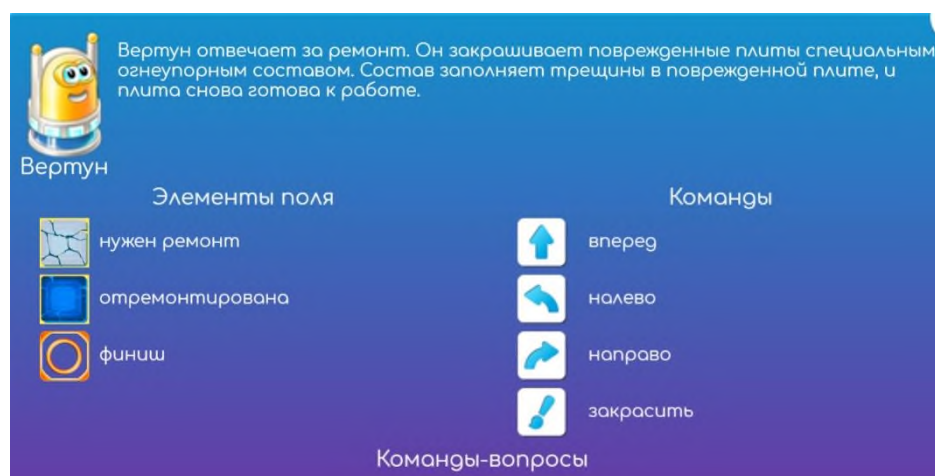 Вертун отвечает за ремонт. Он закрашивает поврежденные плиты специальным
огнеупорным составом. Состав заполняет трещины в поврежденной плите, и
плита снова готова к работе.
Вертун
Элементы поля
нужен ремонт
отремонтирована
финиш
Команды
вперед
налево
направо
закрасить
Команды-вопросы